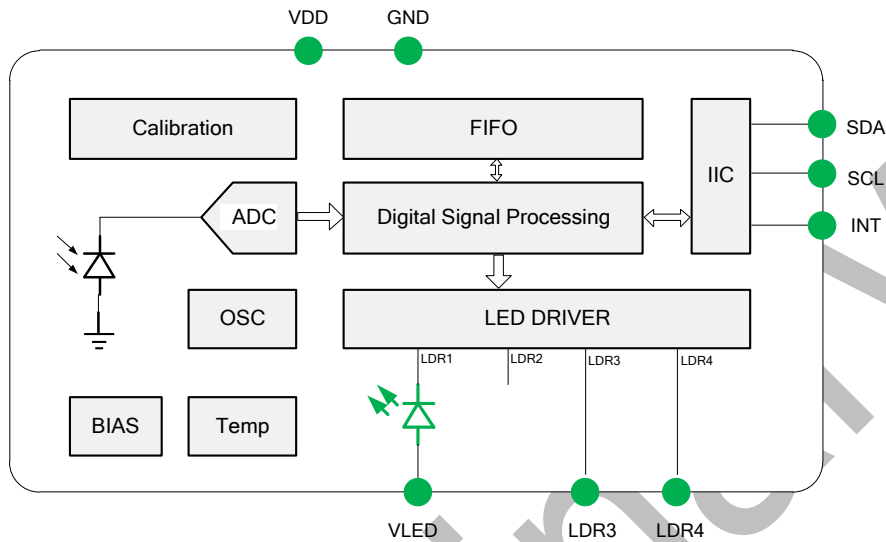 VDD
GND
Calibration
FIFO
IIC
SDA
SCL
INT
ADC
Digital Signal Processing
OSC
LED DRIVER
LDR1
LDR2
LDR3
LDR4
BIAS
Temp
VLED
LDR3
LDR4